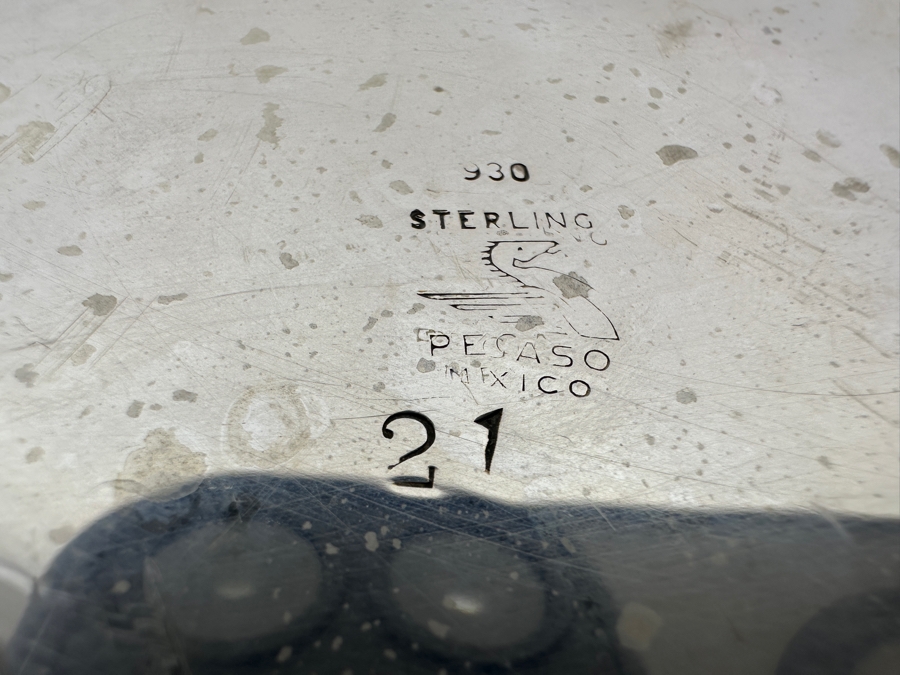 930
STERLING
PEGASO
MEXICO
21